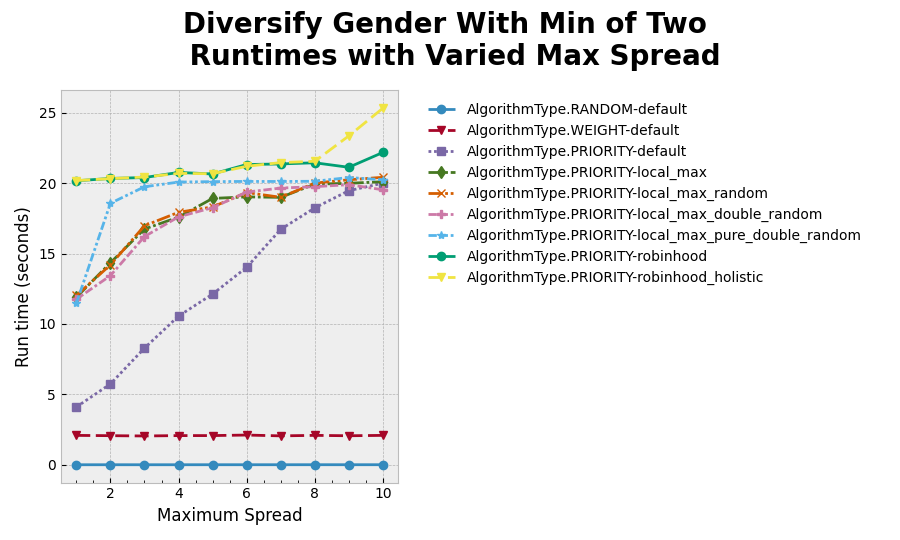 Diversify Gender With Min of Two
Runtimes with Varied Max Spread
25
20
15
10
5
0
Run time (seconds)
2 4 6 8 10
Maximum Spread
AlgorithmType.RANDOM-default
AlgorithmType.WEIGHT-default
AlgorithmType.PRIORITY-default
AlgorithmType.PRIORITY-local_max
AlgorithmType.PRIORITY-local_max_random
AlgorithmType.PRIORITY-local_max_double_random
AlgorithmType.PRIORITY-local_max_pure_double_random
AlgorithmType.PRIORITY-robinhood
AlgorithmType.PRIORITY-robinhood_holistic